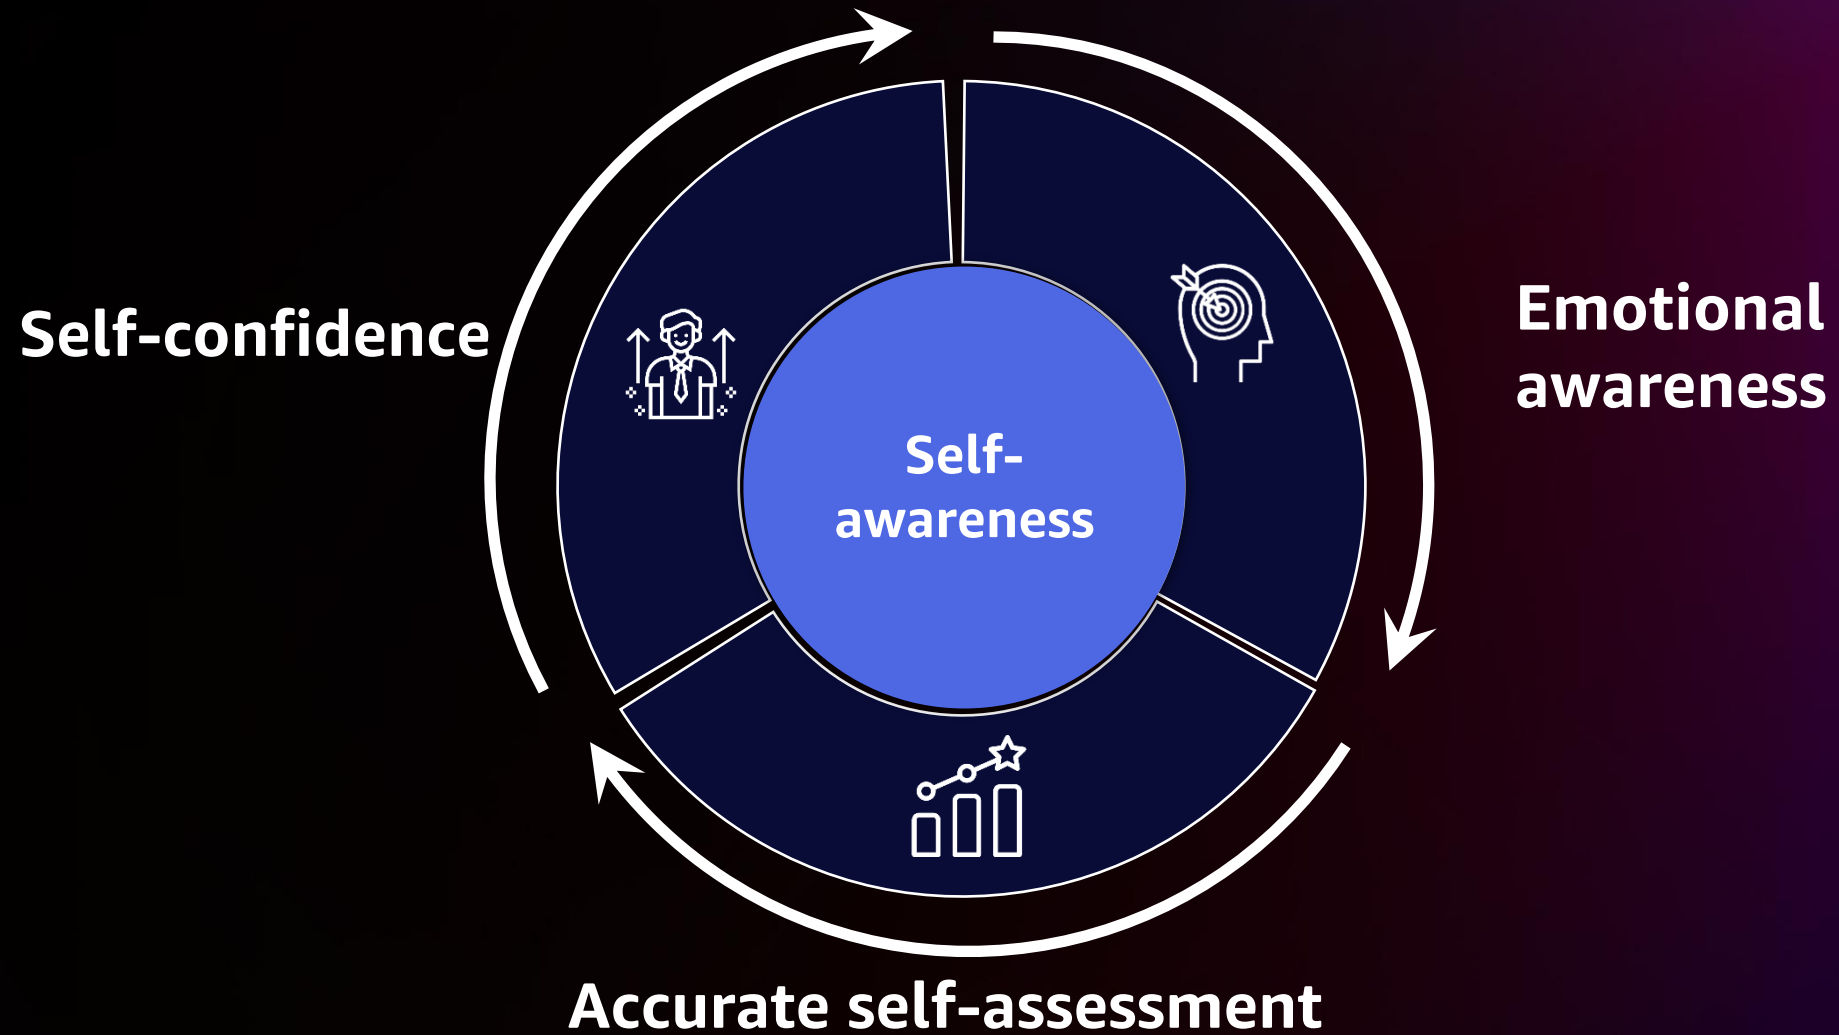 Self-confidence
Emotional
awareness
Self-
awareness
Accurate self-assessment